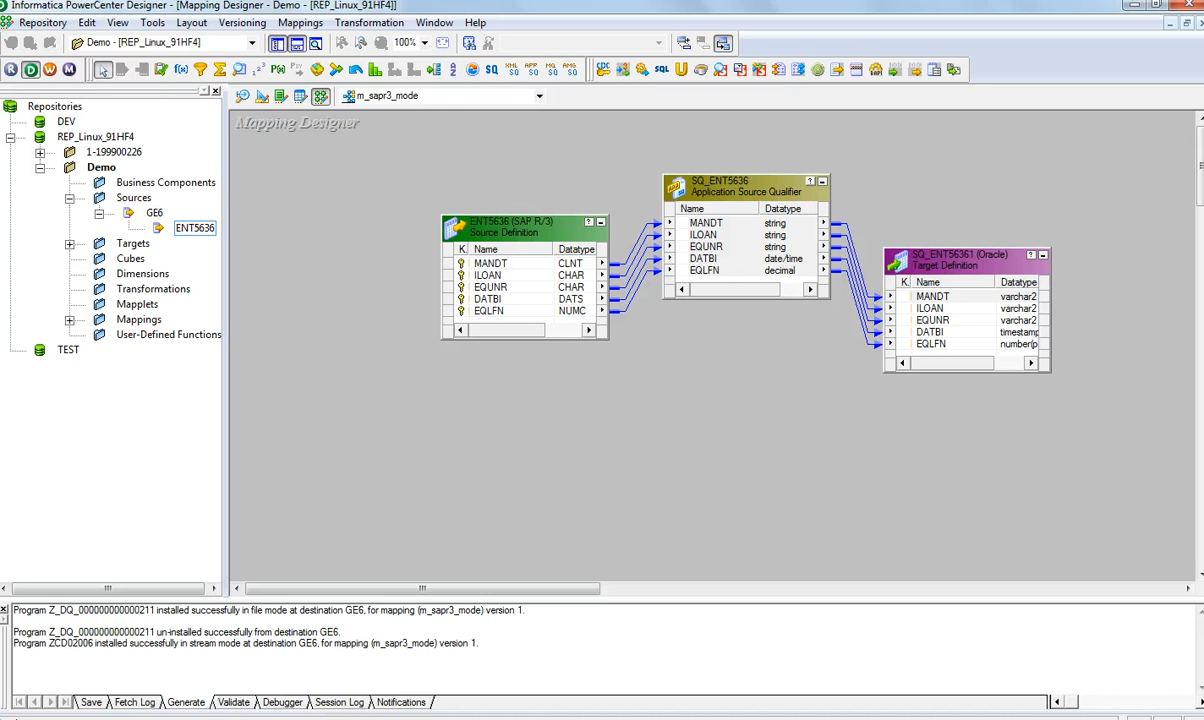 Informatica PowerCenter Designer - [Mapping Designer - Demo - [REP_Linux_91HF4]]
Repository Edit View Tools Layout Versioning Mappings Transformation Window Help
Demo - [REP_Linux_91HF4] 100%
m_sapr3_mode
Repositories
DEV
REP_Linux_91HF4
1-199900226
Demo
Business Components
Sources
GE6
ENT5636
Targets
Cubes
Dimensions
Transformations
Mapplets
Mappings
User-Defined Functions
TEST
Mapping Designer
ENT5636 (SAP R/3)
Source Definition
K. Name Datatype
MANDT CLNT
ILOAN CHAR
EQUNR CHAR
DATBI DATS
EQLFN NUMC
SQ_ENT5636
Application Source Qualifier
Name Datatype
MANDT string
ILOAN string
EQUNR string
DATBI date/time
EQLFN decimal
SQ_ENT56361 (Oracle)
Target Definition
K. Name Datatype
MANDT varchar2
ILOAN varchar2
EQUNR varchar2
DATBI timestamp
EQLFN number(p
Program Z_DQ_000000000000211 installed successfully in file mode at destination GE6, for mapping (m_sapr3_mode) version 1.
Program Z_DQ_000000000000211 un-installed successfully from destination GE6.
Program ZCD02006 installed successfully in stream mode at destination GE6, for mapping (m_sapr3_mode) version 1.
Save Fetch Log Generate Validate Debugger Session Log Notifications